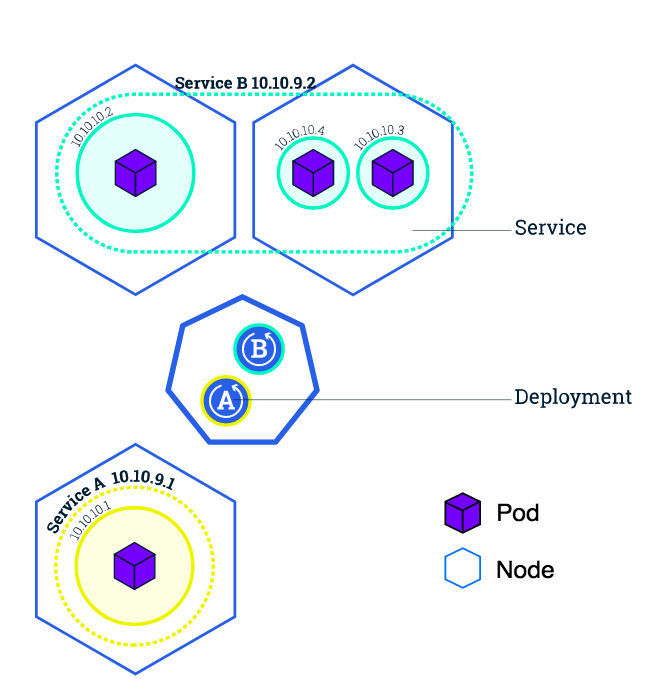 Service B 10.10.9.2
10.10.10.2
10.10.10.4
10.10.10.3
Service
B
A
Deployment
Service A 10.10.9.1
10.10.10.1
Pod
Node